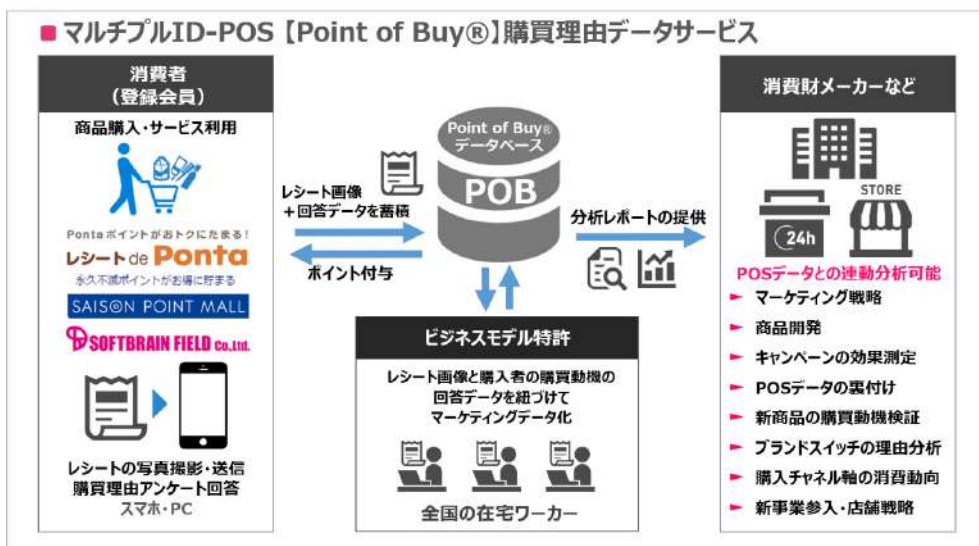 ■マルチプルID-POS【Point of Buy®】購買理由データサービス
消費者
(登録会員)
商品購入・サービス利用
Pontaポイントがおトクにたまる!
レシート de Ponta
永久不滅ポイントがお得に貯まる
SAISON POINT MALL
SOFTBRAIN FIELD Co.,Ltd.
レシートの写真撮影・送信
購買理由アンケート回答
スマホ・PC
レシート画像
+回答データを蓄積
ポイント付与
Point of Buy®
データベース
POB
分析レポートの提供
ビジネスモデル特許
レシート画像と購入者の購買動機の
回答データを紐づけて
マーケティングデータ化
全国の在宅ワーカー
消費財メーカーなど
24h
STORE
POSデータとの連動分析可能
► マーケティング戦略
► 商品開発
► キャンペーンの効果測定
► POSデータの裏付け
► 新商品の購買動機検証
► ブランドスイッチの理由分析
► 購入チャネル軸の消費動向
► 新事業参入・店舗戦略